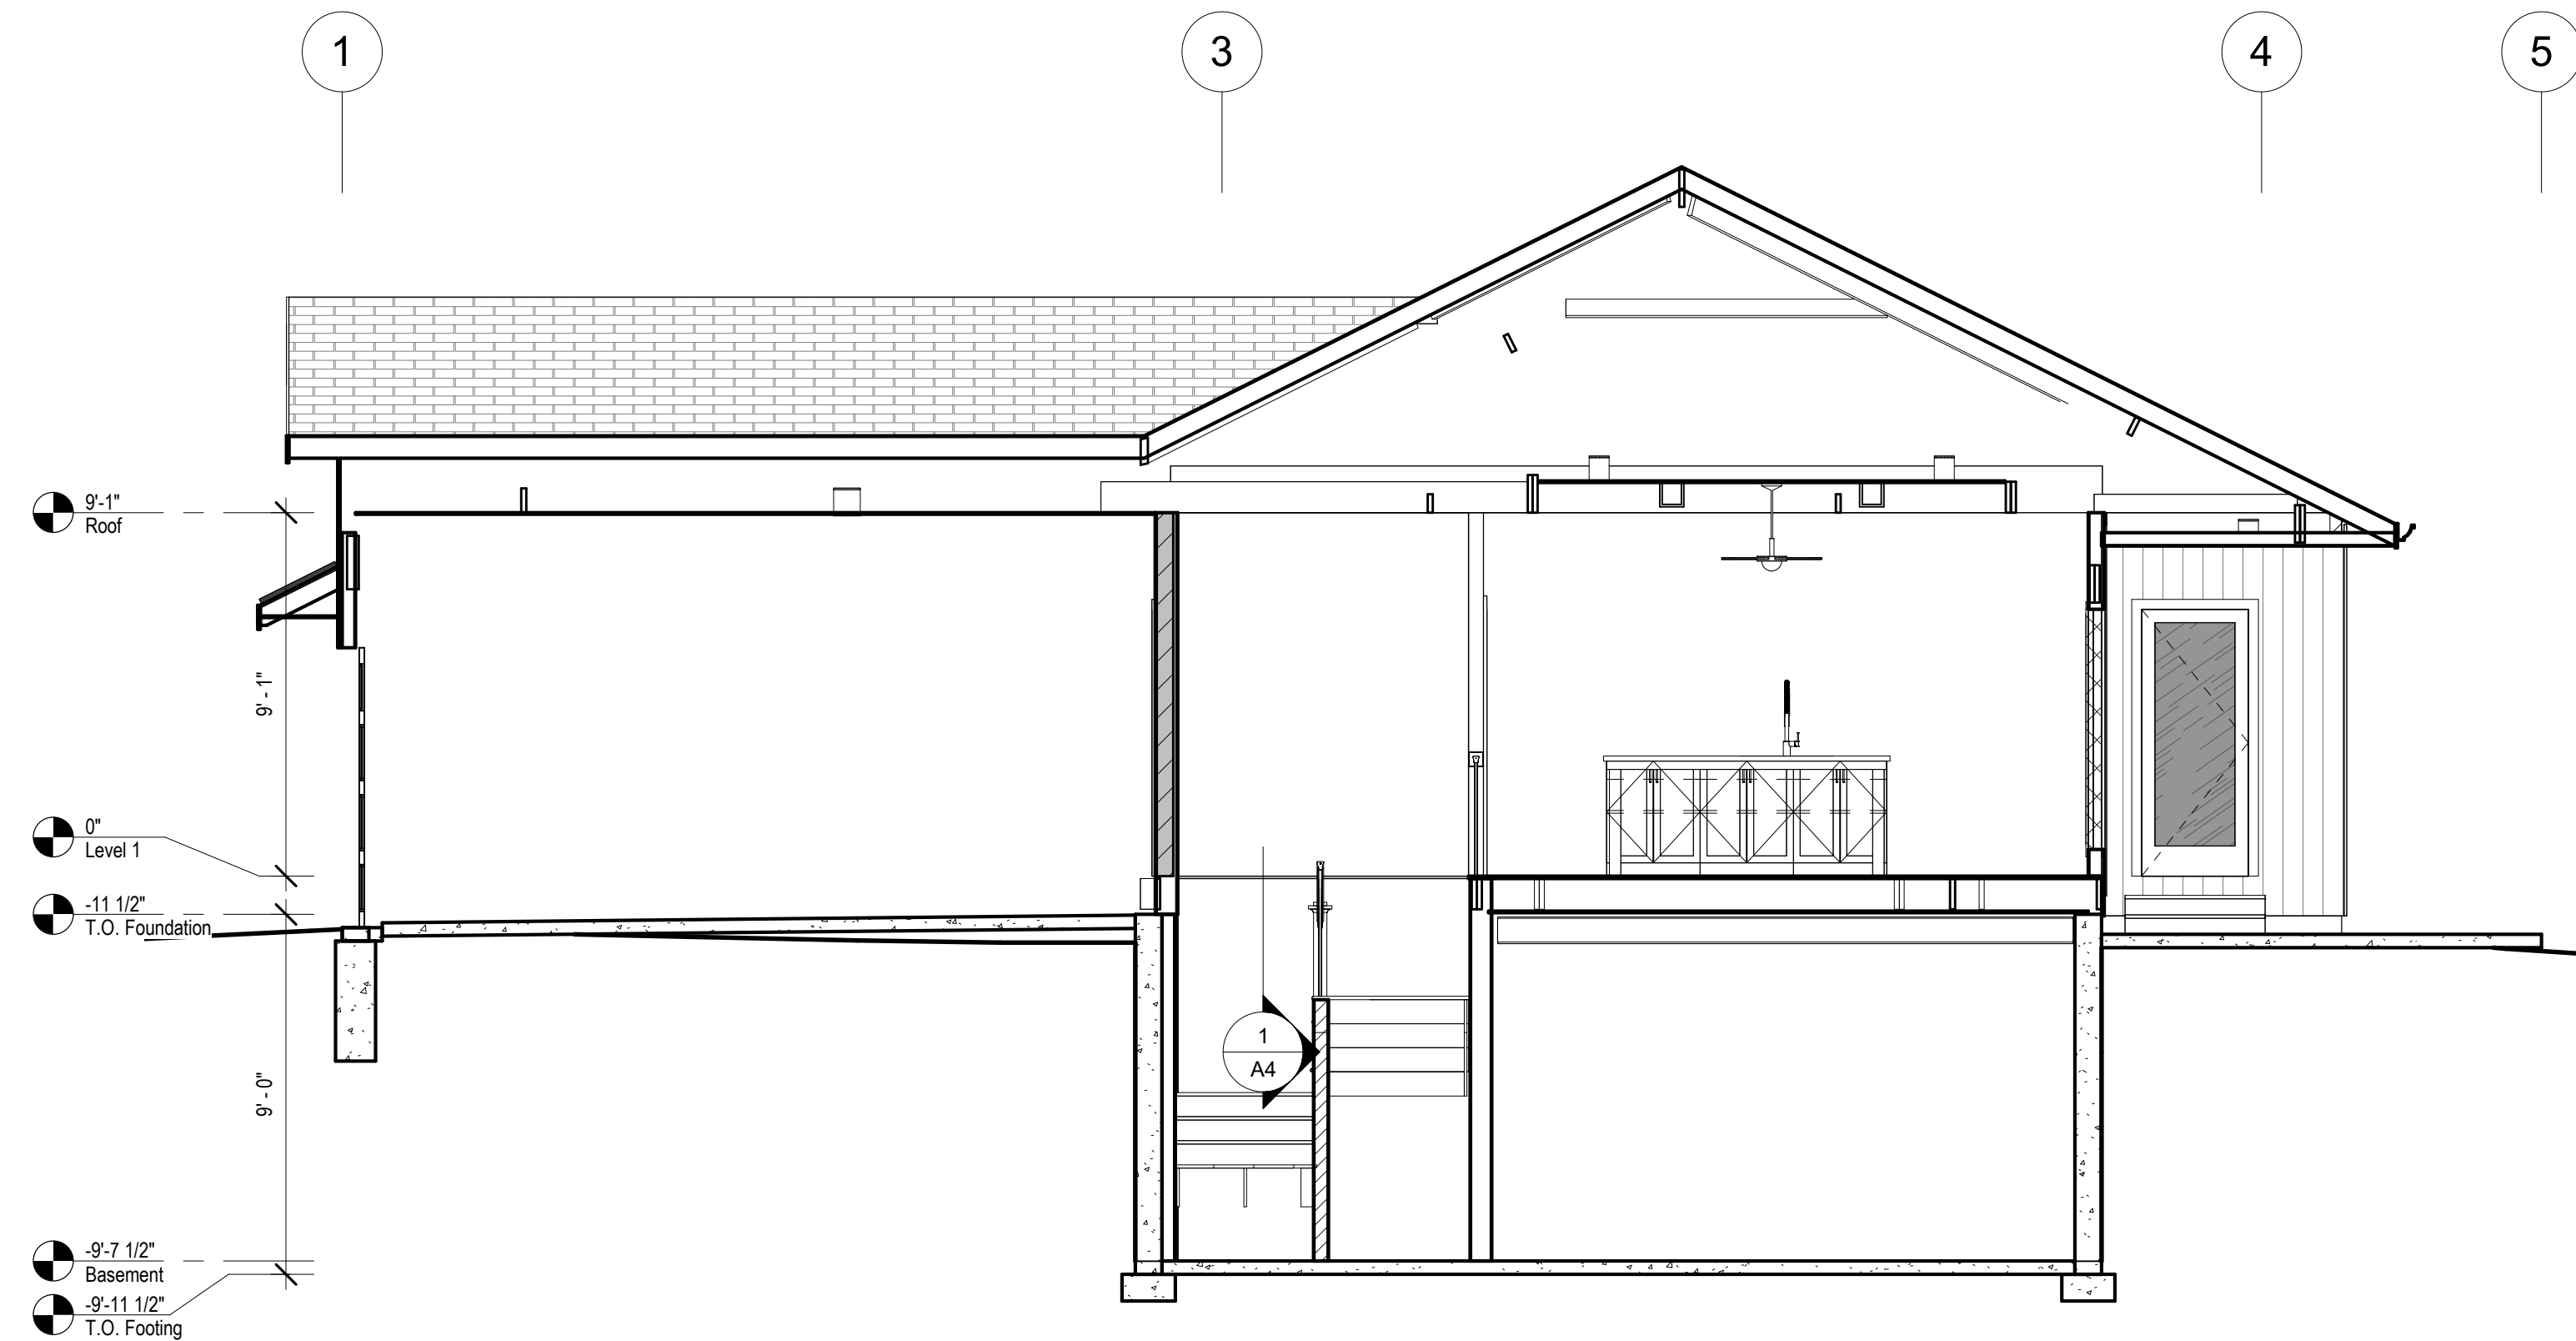 1
3
4
5
9'-1"
Roof
9' - 1"
0"
Level 1
-11 1/2"
T.O. Foundation
1
A4
9' - 0"
-9'-7 1/2"
Basement
-9'-11 1/2"
T.O. Footing